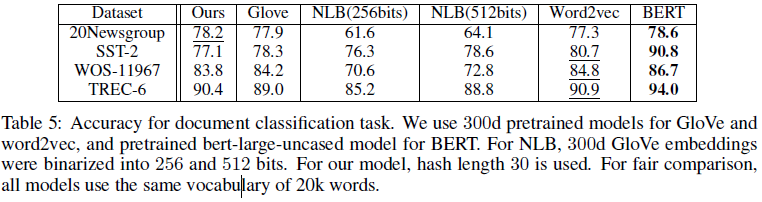 Dataset Ours Glove NLB(256bits) NLB(512bits) Word2vec BERT
20Newsgroup 78.2 77.9 61.6 64.1 77.3 78.6
SST-2 77.1 78.3 76.3 78.6 80.7 90.8
WOS-11967 83.8 84.2 70.6 72.8 84.8 86.7
TREC-6 90.4 89.0 85.2 88.8 90.9 94.0
Table 5: Accuracy for document classification task. We use 300d pretrained models for GloVe and
word2vec, and pretrained bert-large-uncased model for BERT. For NLB, 300d GloVe embeddings
were binarized into 256 and 512 bits. For our model, hash length 30 is used. For fair comparison,
all models use the same vocabulary of 20k words.